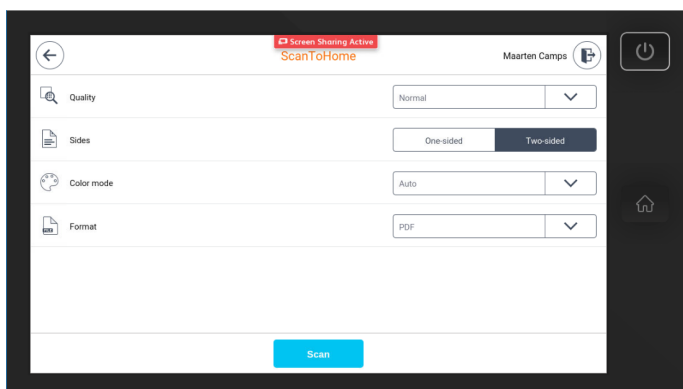 Screen Sharing Active
ScanToHome
Maarten Camps
Quality
Normal
Sides
One-sided
Two-sided
Color mode
Auto
Format
PDF
Scan